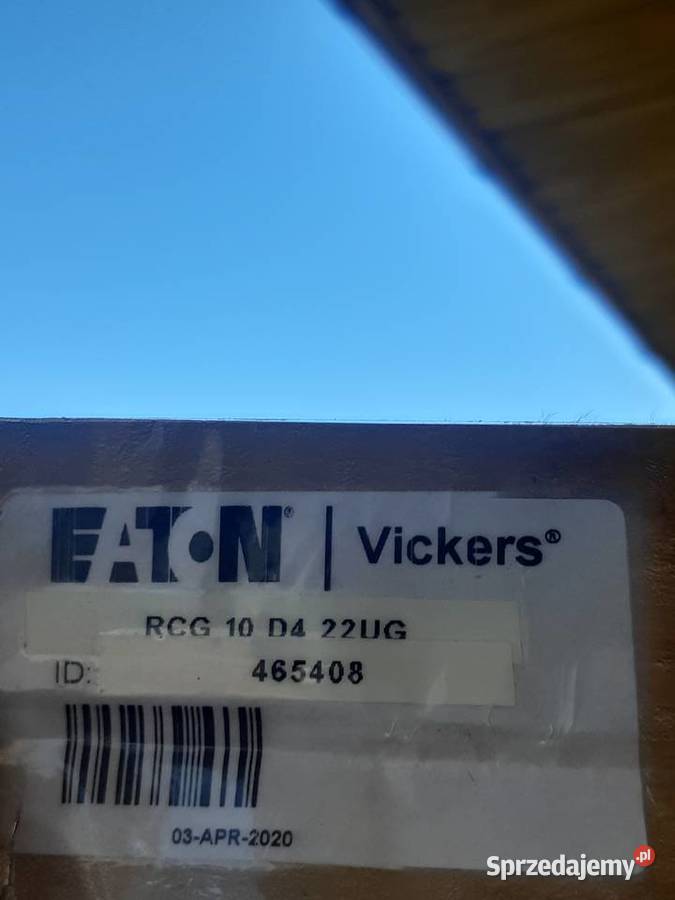 EATON® | Vickers®
RCG 10 D4 22UG
ID: 465408
03-APR-2020
Sprzedajemy.pl